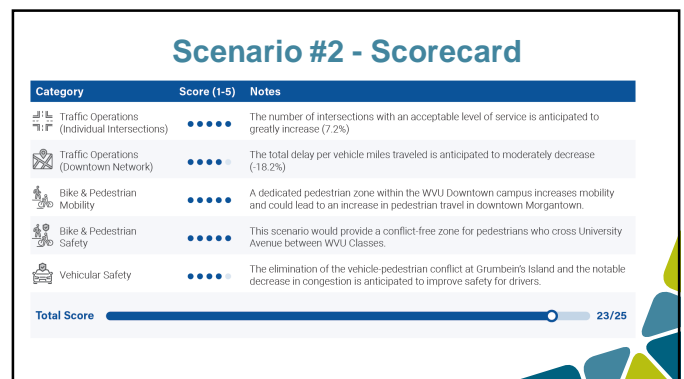 Scenario #2 - Scorecard
Category Score (1-5) Notes
Traffic Operations
(Individual Intersections)
The number of intersections with an acceptable level of service is anticipated to
greatly increase (7.2%)
Traffic Operations
(Downtown Network)
The total delay per vehicle miles traveled is anticipated to moderately decrease
(-18.2%)
Bike & Pedestrian
Mobility
A dedicated pedestrian zone within the WVU Downtown campus increases mobility
and could lead to an increase in pedestrian travel in downtown Morgantown.
Bike & Pedestrian
Safety
This scenario would provide a conflict-free zone for pedestrians who cross University
Avenue between WVU Classes.
Vehicular Safety
The elimination of the vehicle-pedestrian conflict at Grumbein's Island and the notable
decrease in congestion is anticipated to improve safety for drivers.
Total Score 23/25